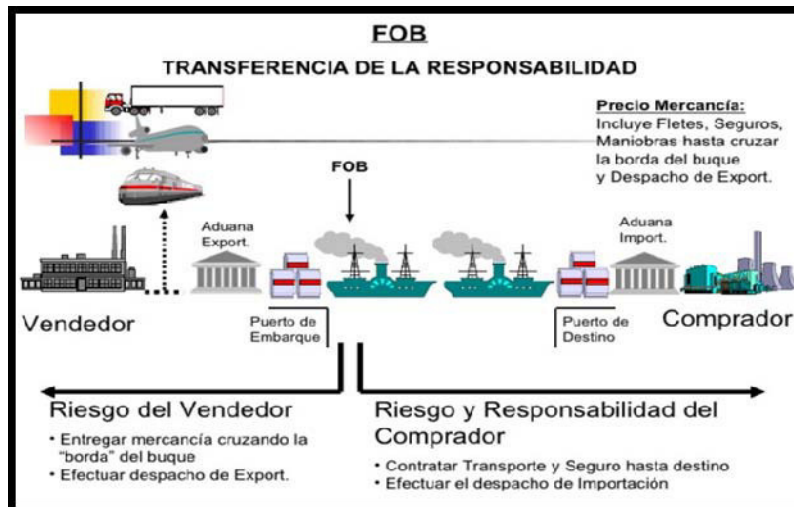 FOB
TRANSFERENCIA DE LA RESPONSABILIDAD
Precio Mercancía:
Incluye Fletes, Seguros,
Maniobras hasta cruzar
la borda del buque
y Despacho de Export.
FOB
Aduana
Export.
Aduana
Import.
Vendedor
Puerto de
Embarque
Puerto de
Destino
Comprador
Riesgo del Vendedor
• Entregar mercancía cruzando la
"borda" del buque
• Efectuar despacho de Export.
Riesgo y Responsabilidad del
Comprador
• Contratar Transporte y Seguro hasta destino
• Efectuar el despacho de Importación